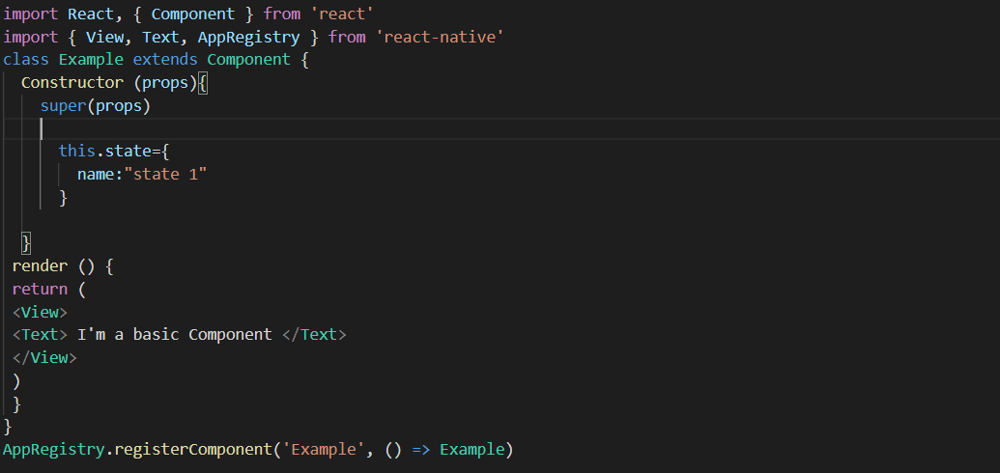 import React, { Component } from 'react'
import { View, Text, AppRegistry } from 'react-native'
class Example extends Component {
Constructor (props){
super(props)
this.state={
name:"state 1"
}
}
render () {
return (
<View>
<Text> I'm a basic Component </Text>
</View>
)
}
}
AppRegistry.registerComponent('Example', () => Example)